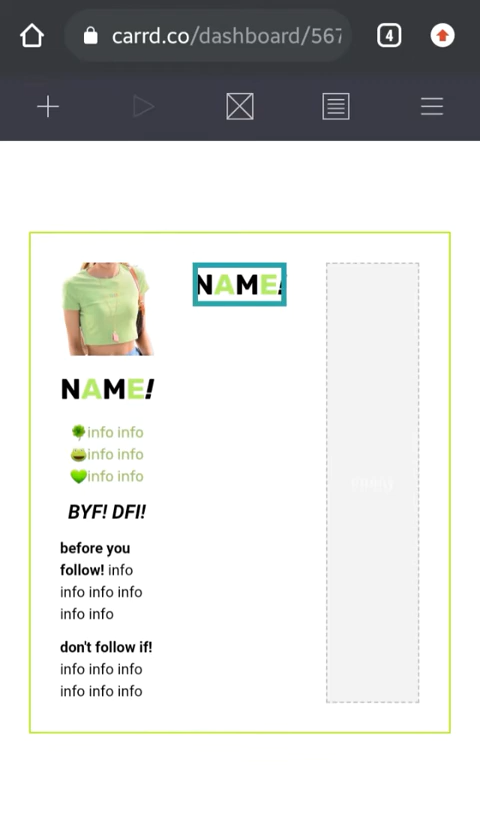 carrd.co/dashboard/567
4
NAME!
NAME!
🍀info info
🐸info info
💚info info
BYF! DFI!
before you
follow! info
info info info
info info
don't follow if!
info info info
info info info